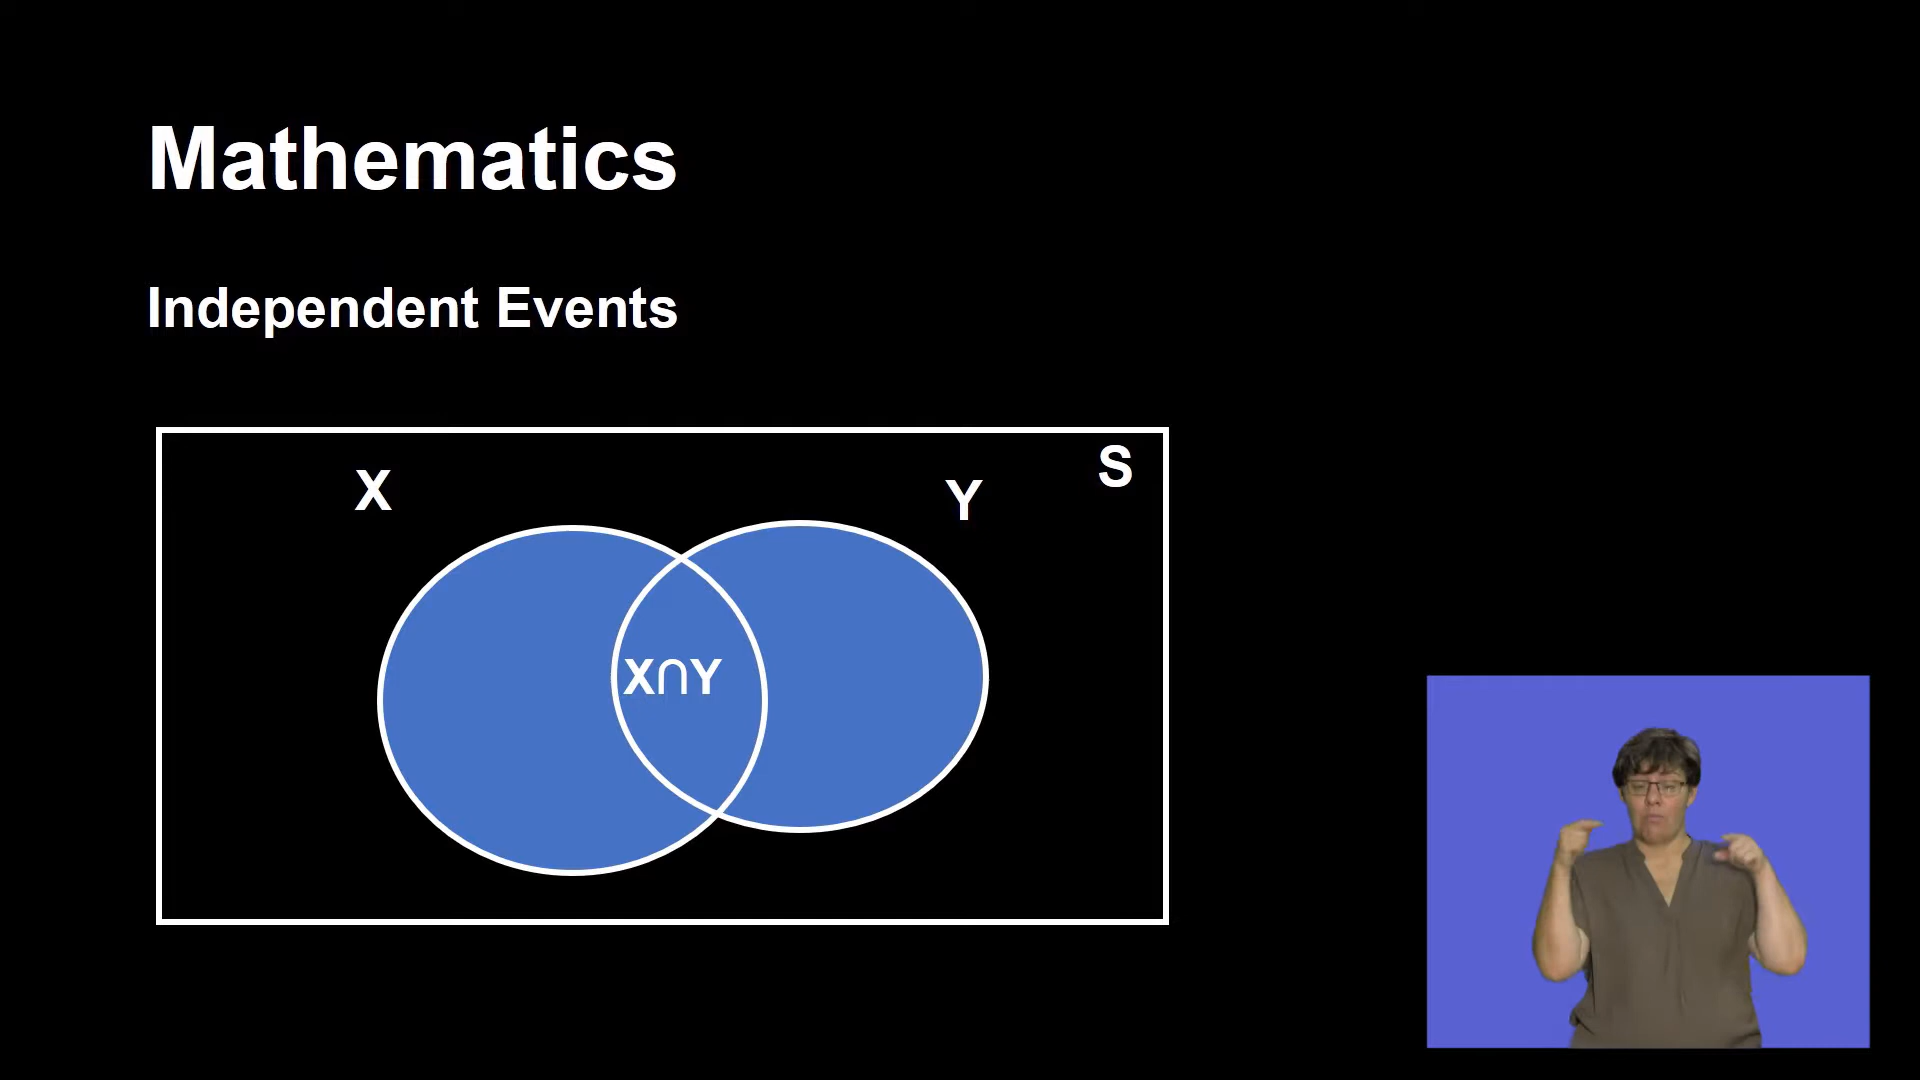 Mathematics
Independent Events
S
X
Y
X∩Y